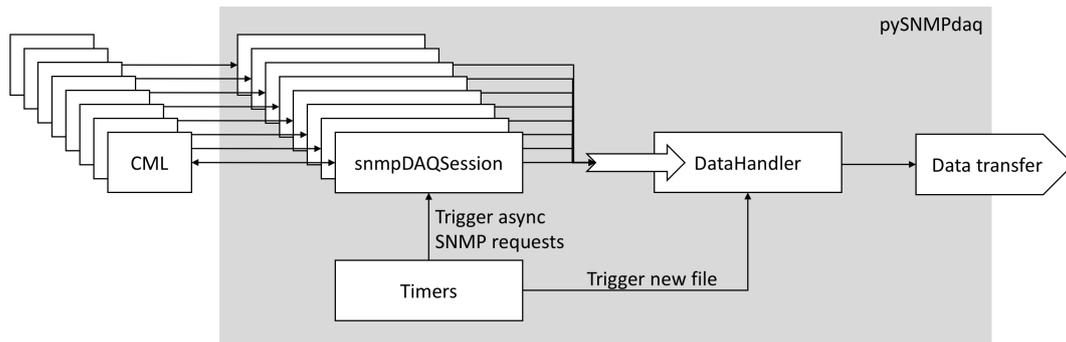 pySNMPdaq
CML
snmpDAQSession
DataHandler
Data transfer
Trigger async
SNMP requests
Timers
Trigger new file